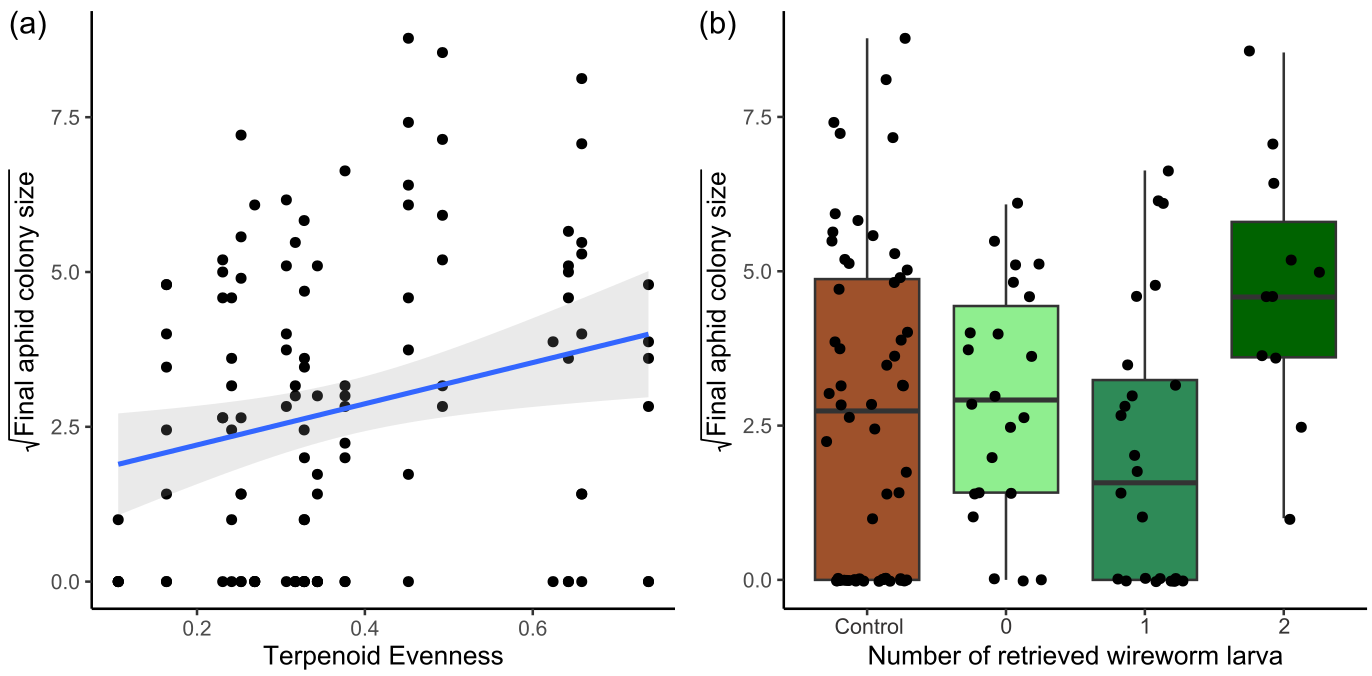 (a)
√Final aphid colony size
7.5
5.0
2.5
0.0
0.2 0.4 0.6
Terpenoid Evenness
(b)
√Final aphid colony size
7.5
5.0
2.5
0.0
Control 0 1 2
Number of retrieved wireworm larva